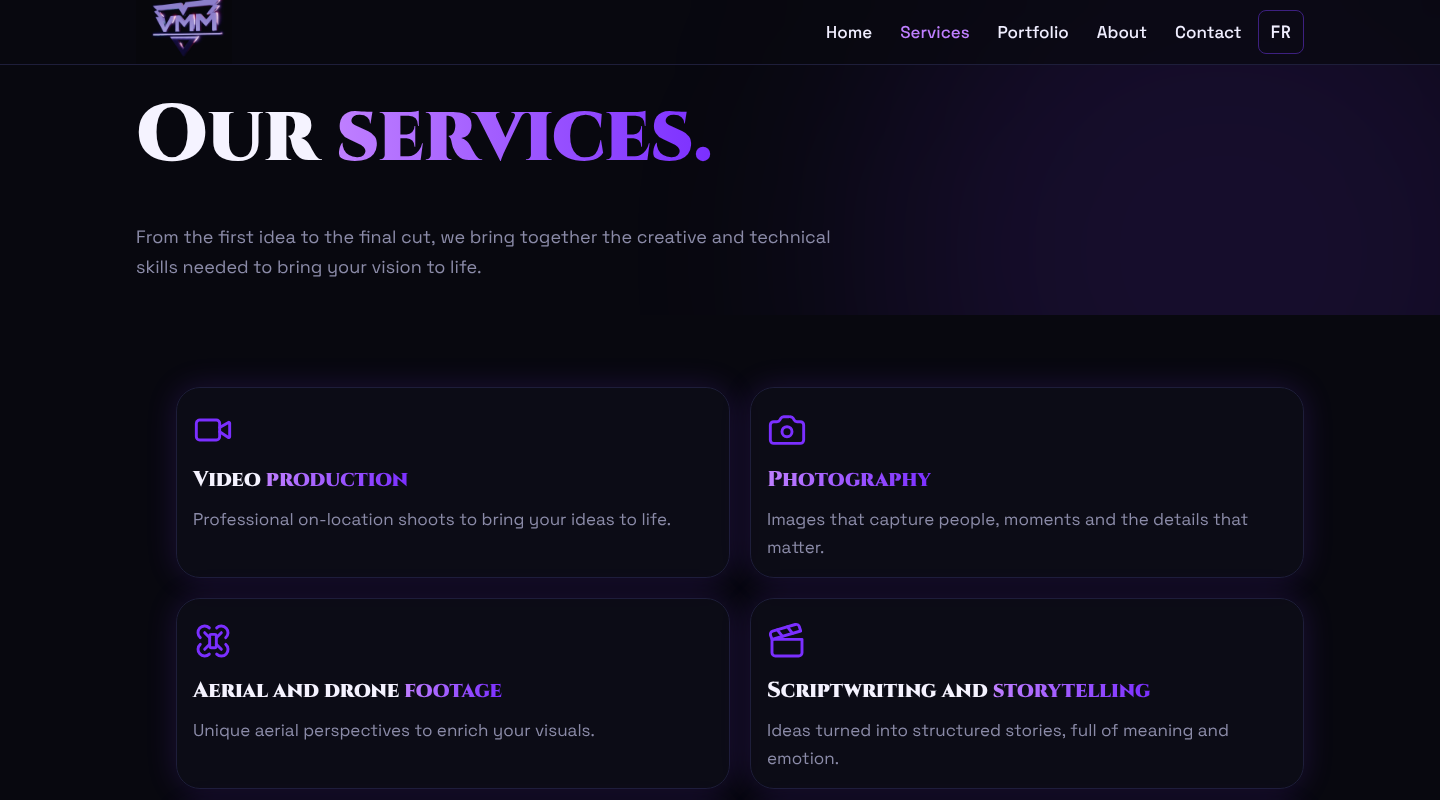 VMM
Home Services Portfolio About Contact FR
Our services.
From the first idea to the final cut, we bring together the creative and technical
skills needed to bring your vision to life.
Video production
Professional on-location shoots to bring your ideas to life.
Photography
Images that capture people, moments and the details that
matter.
Aerial and drone footage
Unique aerial perspectives to enrich your visuals.
Scriptwriting and storytelling
Ideas turned into structured stories, full of meaning and
emotion.